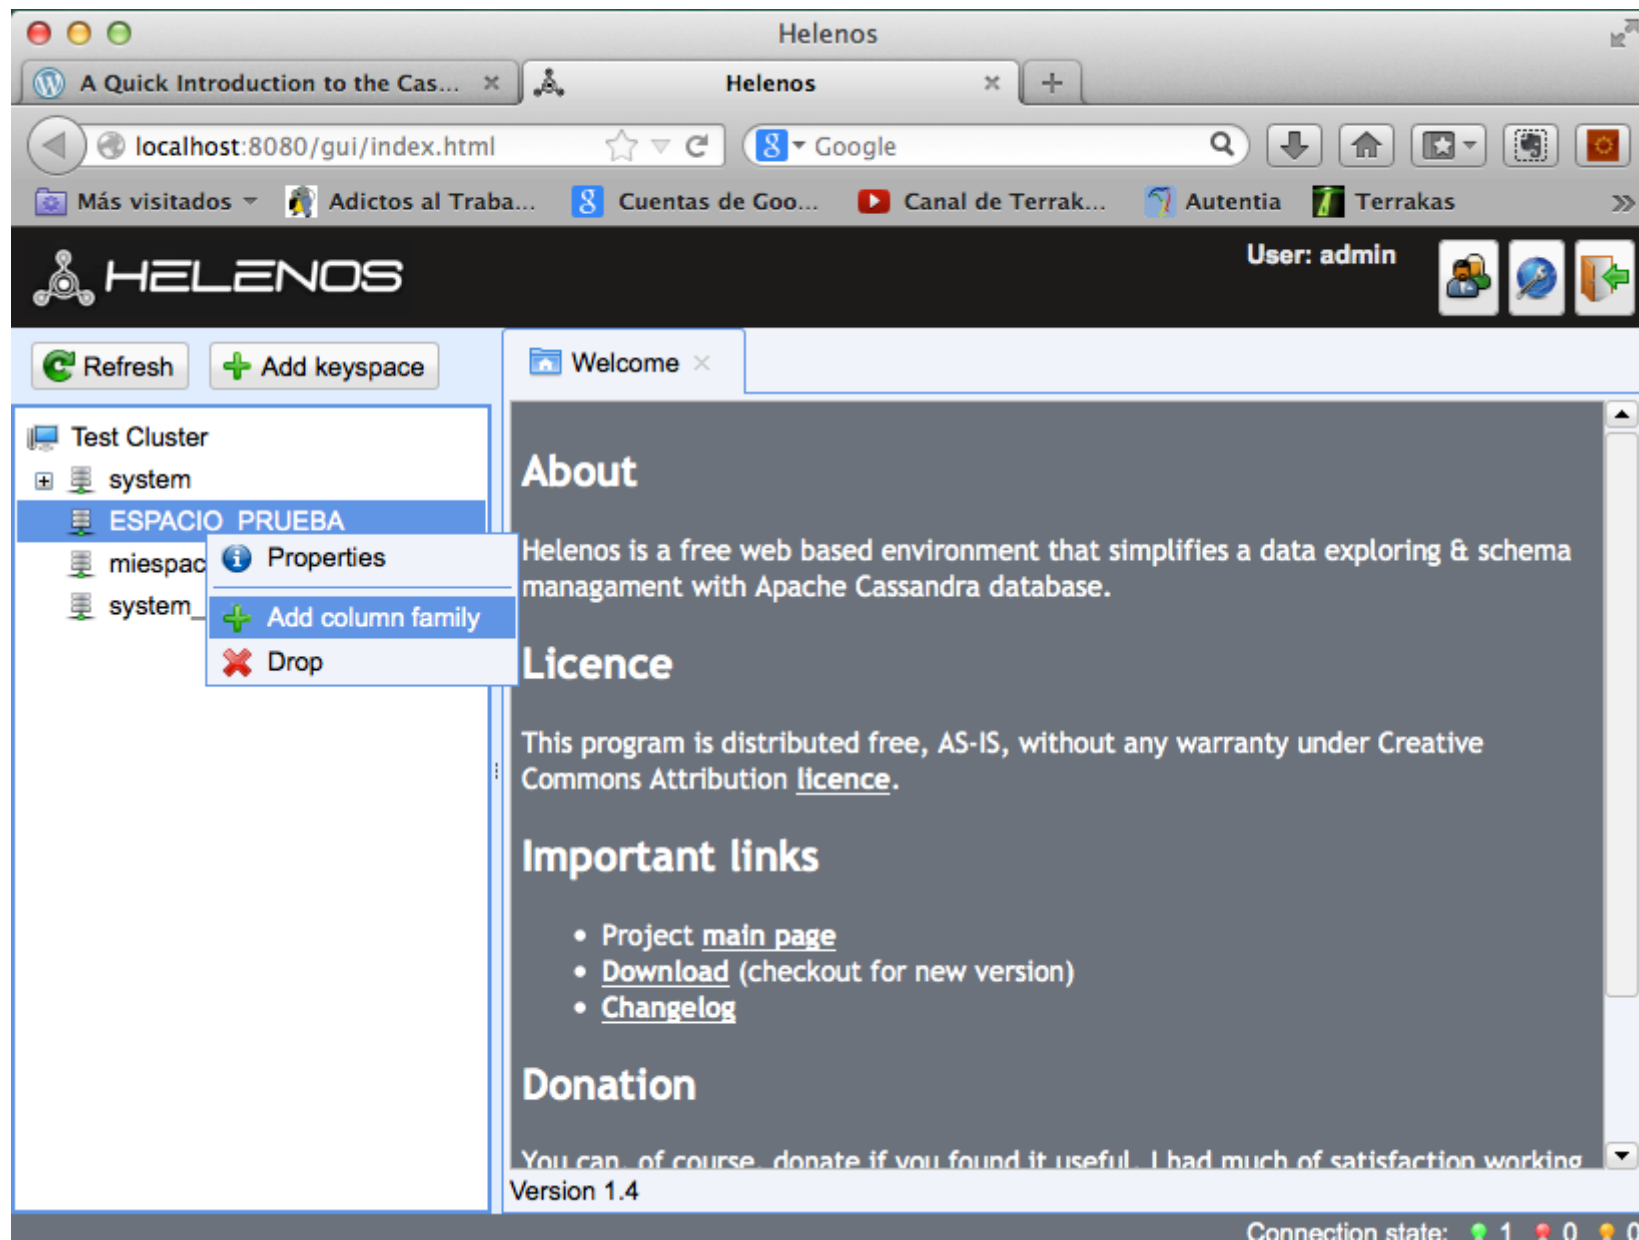 Helenos
A Quick Introduction to the Cas...
Helenos
localhost:8080/gui/index.html
Google
Más visitados
Adictos al Traba...
Cuentas de Goo...
Canal de Terrak...
Autentia
Terrakas
HELENOS
User: admin
Refresh
Add keyspace
Welcome
Test Cluster
system
ESPACIO_PRUEBA
miespac
system_
Properties
Add column family
Drop
About
Helenos is a free web based environment that simplifies a data exploring & schema
managament with Apache Cassandra database.
Licence
This program is distributed free, AS-IS, without any warranty under Creative
Commons Attribution licence.
Important links
• Project main page
• Download (checkout for new version)
• Changelog
Donation
You can, of course, donate if you found it useful. I had much of satisfaction working
Version 1.4
Connection state: 1 0 0